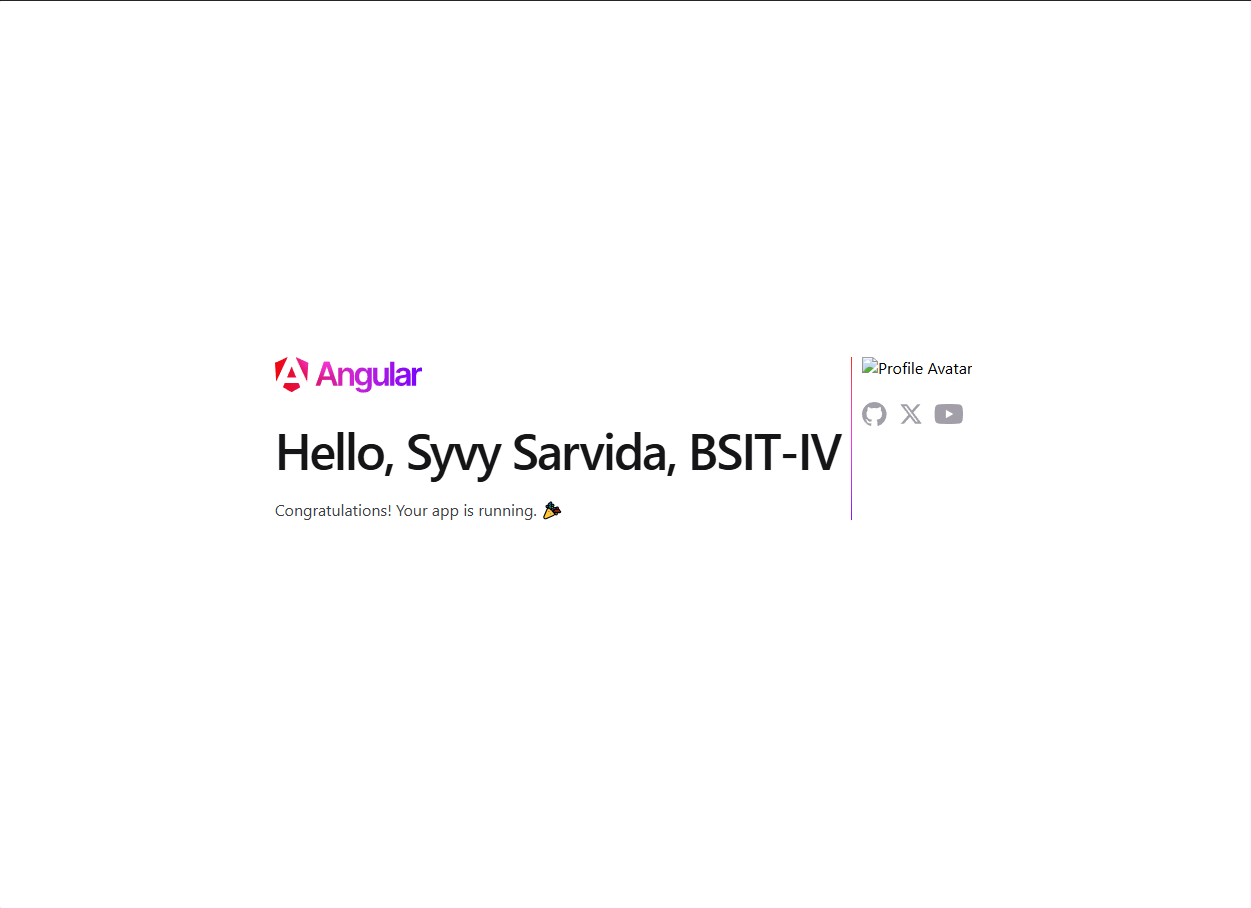 Angular
Hello, Syvy Sarvida, BSIT-IV
Congratulations! Your app is running. 🎉
Profile Avatar